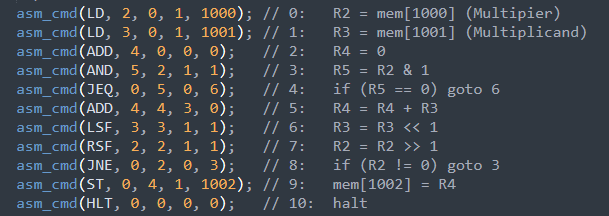 asm_cmd(LD, 2, 0, 1, 1000); // 0: R2 = mem[1000] (Multipier)
asm_cmd(LD, 3, 0, 1, 1001); // 1: R3 = mem[1001] (Multiplicand)
asm_cmd(ADD, 4, 0, 0, 0); // 2: R4 = 0
asm_cmd(AND, 5, 2, 1, 1); // 3: R5 = R2 & 1
asm_cmd(JEQ, 0, 5, 0, 6); // 4: if (R5 == 0) goto 6
asm_cmd(ADD, 4, 4, 3, 0); // 5: R4 = R4 + R3
asm_cmd(LSF, 3, 3, 1, 1); // 6: R3 = R3 << 1
asm_cmd(RSF, 2, 2, 1, 1); // 7: R2 = R2 >> 1
asm_cmd(JNE, 0, 2, 0, 3); // 8: if (R2 != 0) goto 3
asm_cmd(ST, 0, 4, 1, 1002); // 9: mem[1002] = R4
asm_cmd(HLT, 0, 0, 0, 0); // 10: halt